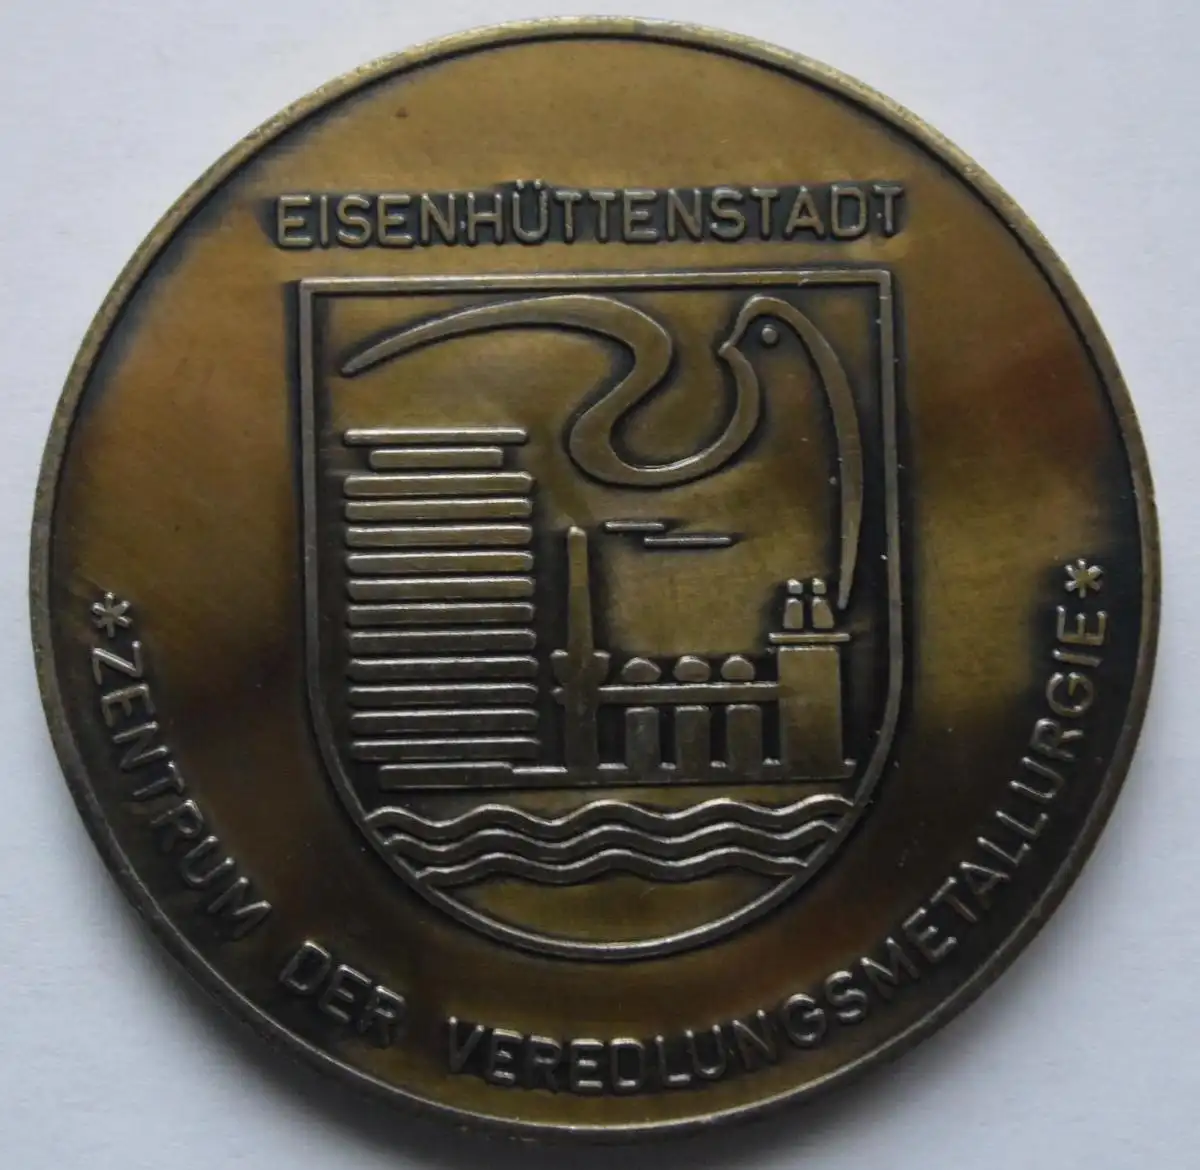 EISENHÜTTENSTADT
*ZENTRUM DER VEREDLUNGSMETALLURGIE*